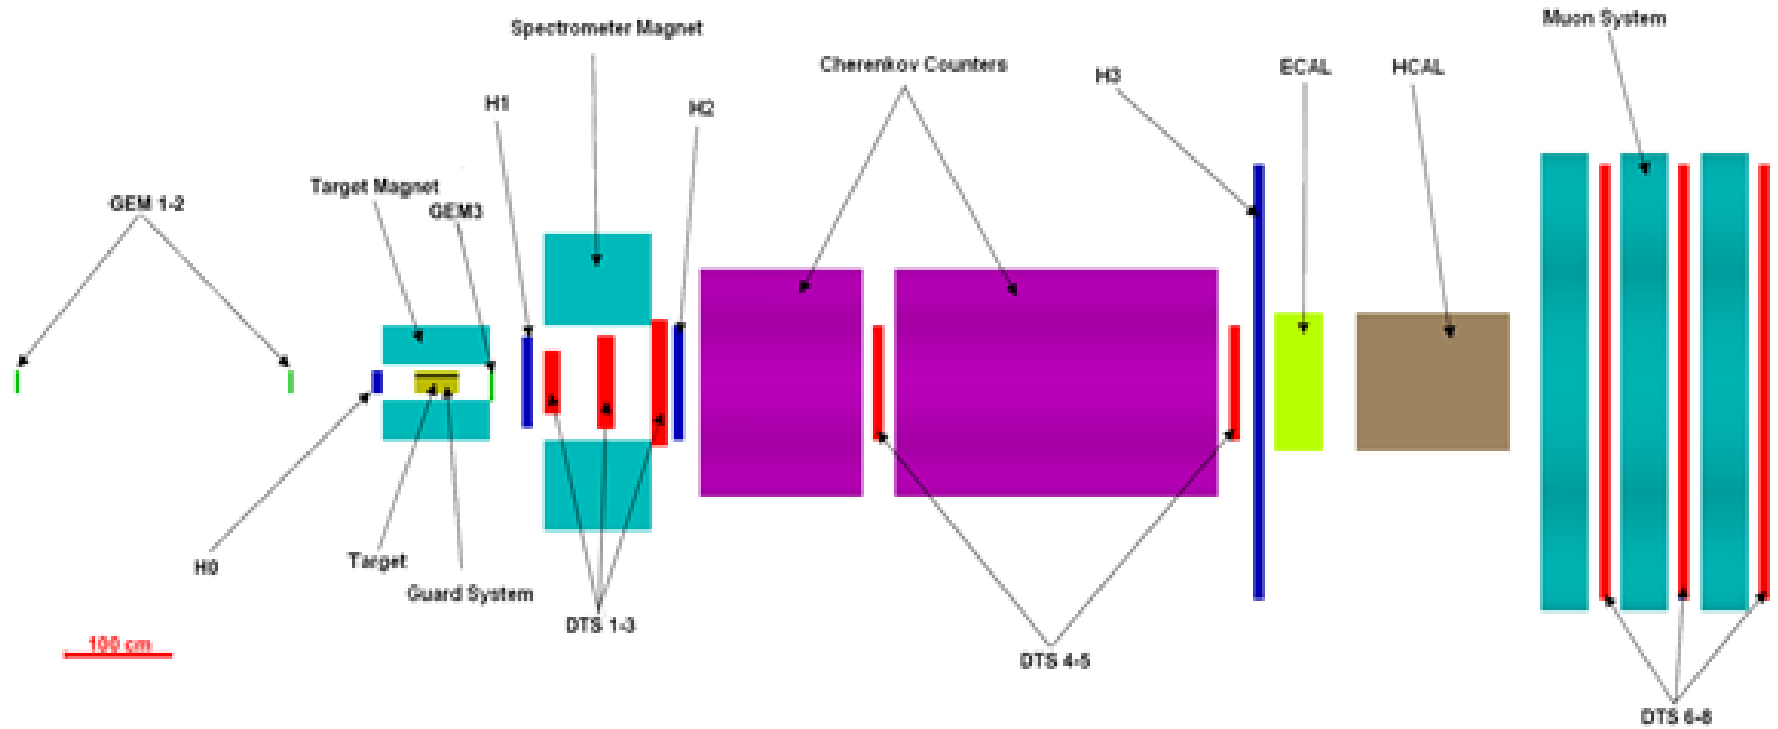 Muon System
Spectrometer Magnet
Cherenkov Counters
ECAL
HCAL
H3
H1
H2
Target Magnet
GEM 1-2
GEM3
H0
Target
Guard System
DTS 1-3
100 cm
DTS 4-5
DTS 6-8